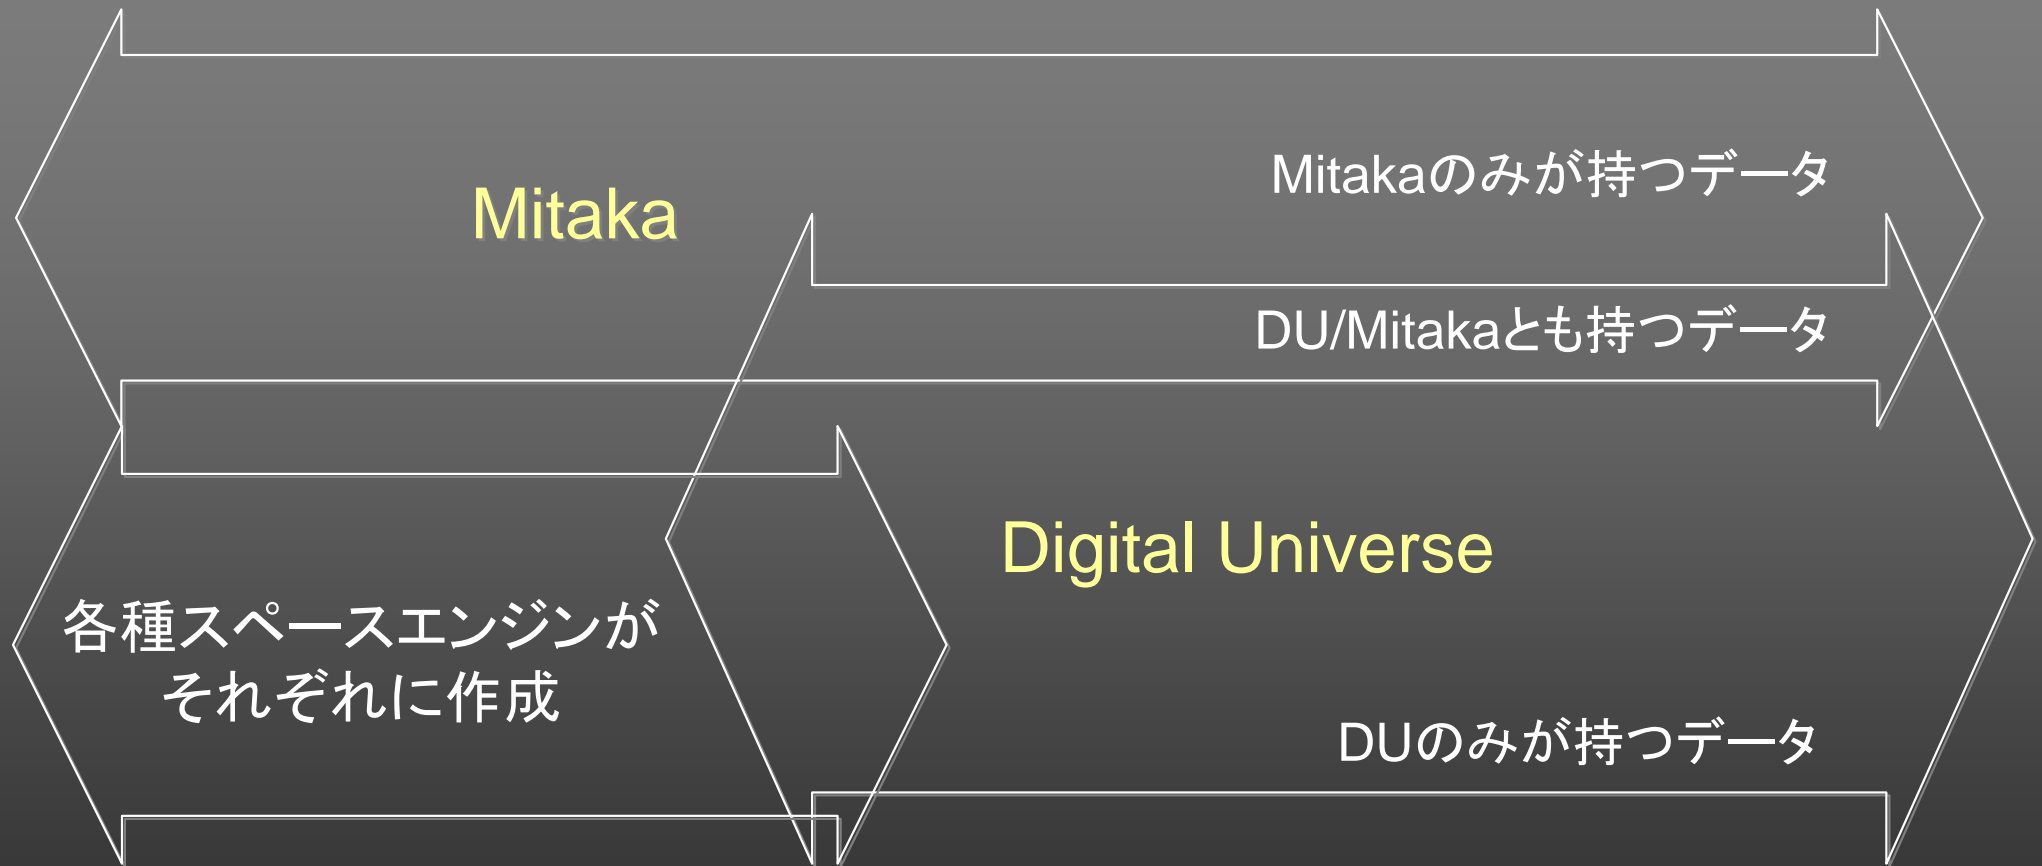 Mitakaのみが持つデータ
Mitaka
DU/Mitakaとも持つデータ
Digital Universe
各種スペースエンジンが
それぞれに作成
DUのみが持つデータ